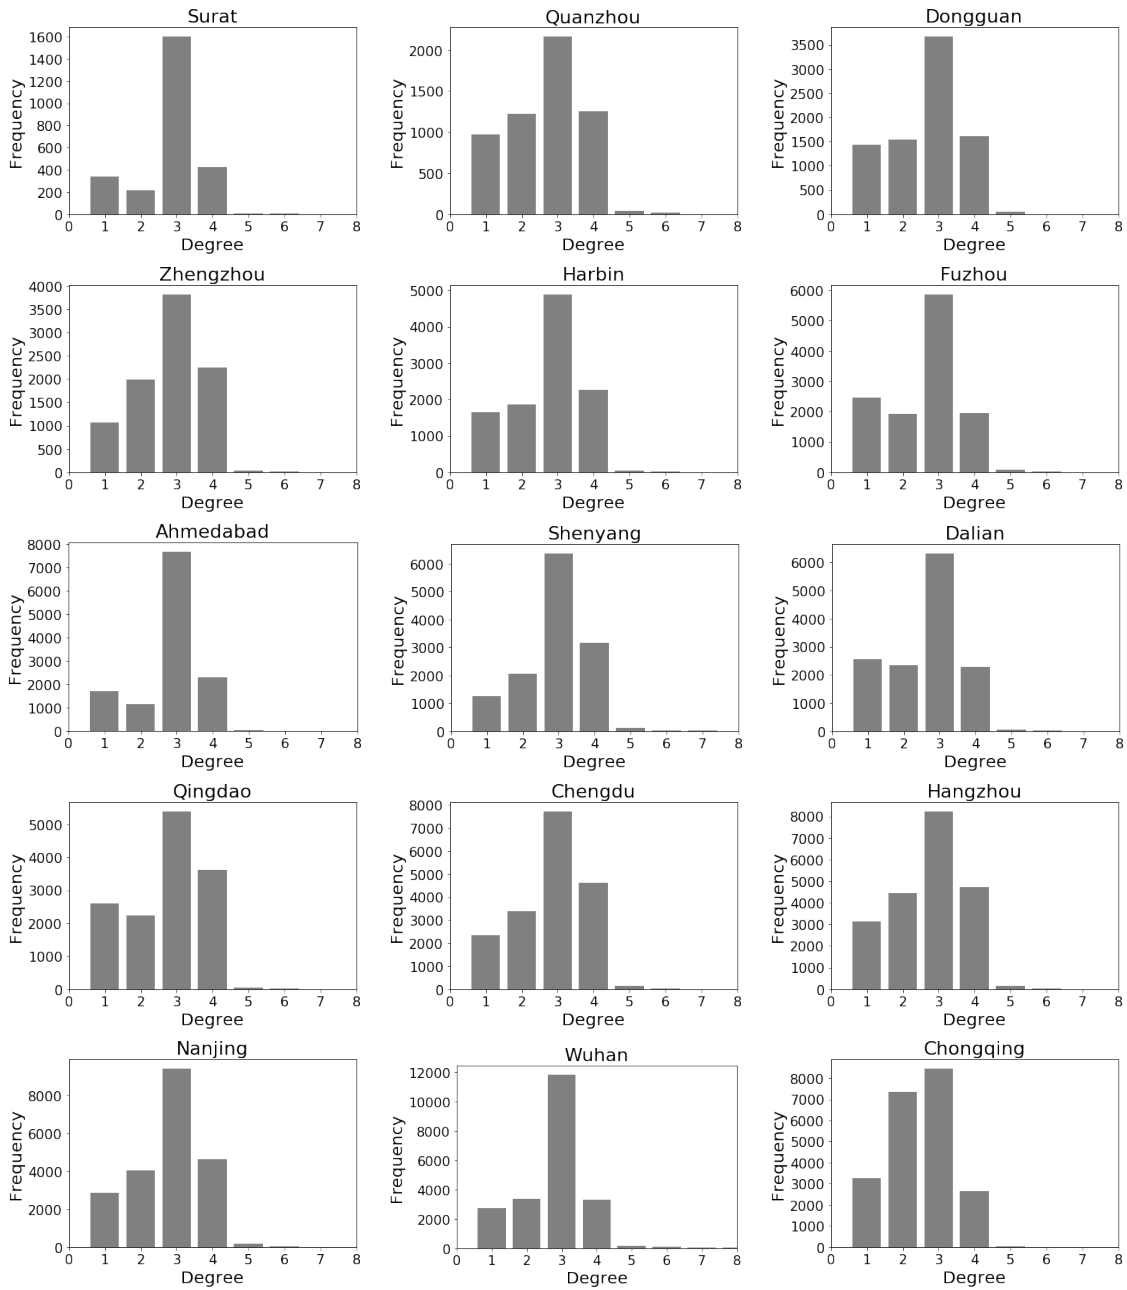 Surat
Frequency
1600
1400
1200
1000
800
600
400
200
0
0 1 2 3 4 5 6 7 8
Degree
Quanzhou
Frequency
2000
1500
1000
500
0
0 1 2 3 4 5 6 7 8
Degree
Dongguan
Frequency
3500
3000
2500
2000
1500
1000
500
0
0 1 2 3 4 5 6 7 8
Degree
Zhengzhou
Frequency
4000
3500
3000
2500
2000
1500
1000
500
0
0 1 2 3 4 5 6 7 8
Degree
Harbin
Frequency
5000
4000
3000
2000
1000
0
0 1 2 3 4 5 6 7 8
Degree
Fuzhou
Frequency
6000
5000
4000
3000
2000
1000
0
0 1 2 3 4 5 6 7 8
Degree
Ahmedabad
Frequency
8000
7000
6000
5000
4000
3000
2000
1000
0
0 1 2 3 4 5 6 7 8
Degree
Shenyang
Frequency
6000
5000
4000
3000
2000
1000
0
0 1 2 3 4 5 6 7 8
Degree
Dalian
Frequency
6000
5000
4000
3000
2000
1000
0
0 1 2 3 4 5 6 7 8
Degree
Qingdao
Frequency
5000
4000
3000
2000
1000
0
0 1 2 3 4 5 6 7 8
Degree
Chengdu
Frequency
8000
7000
6000
5000
4000
3000
2000
1000
0
0 1 2 3 4 5 6 7 8
Degree
Hangzhou
Frequency
8000
7000
6000
5000
4000
3000
2000
1000
0
0 1 2 3 4 5 6 7 8
Degree
Nanjing
Frequency
8000
6000
4000
2000
0
0 1 2 3 4 5 6 7 8
Degree
Wuhan
Frequency
12000
10000
8000
6000
4000
2000
0
0 1 2 3 4 5 6 7 8
Degree
Chongqing
Frequency
8000
7000
6000
5000
4000
3000
2000
1000
0
0 1 2 3 4 5 6 7 8
Degree